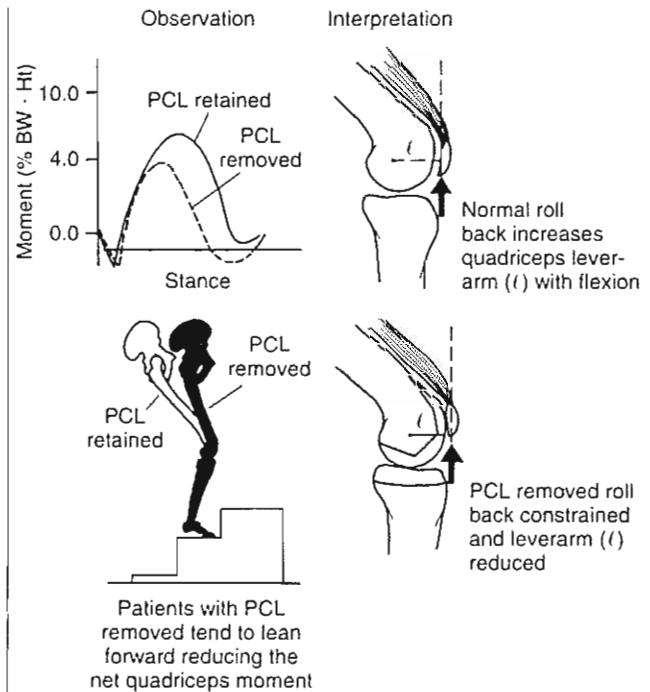 Observation
Interpretation
Moment (% BW · Ht)
10.0
4.0
0.0
PCL retained
PCL
removed
Stance
ℓ
Normal roll
back increases
quadriceps lever-
arm (ℓ) with flexion
PCL
removed
PCL
retained
Patients with PCL
removed tend to lean
forward reducing the
net quadriceps moment
ℓ
PCL removed roll
back constrained
and leverarm (ℓ)
reduced